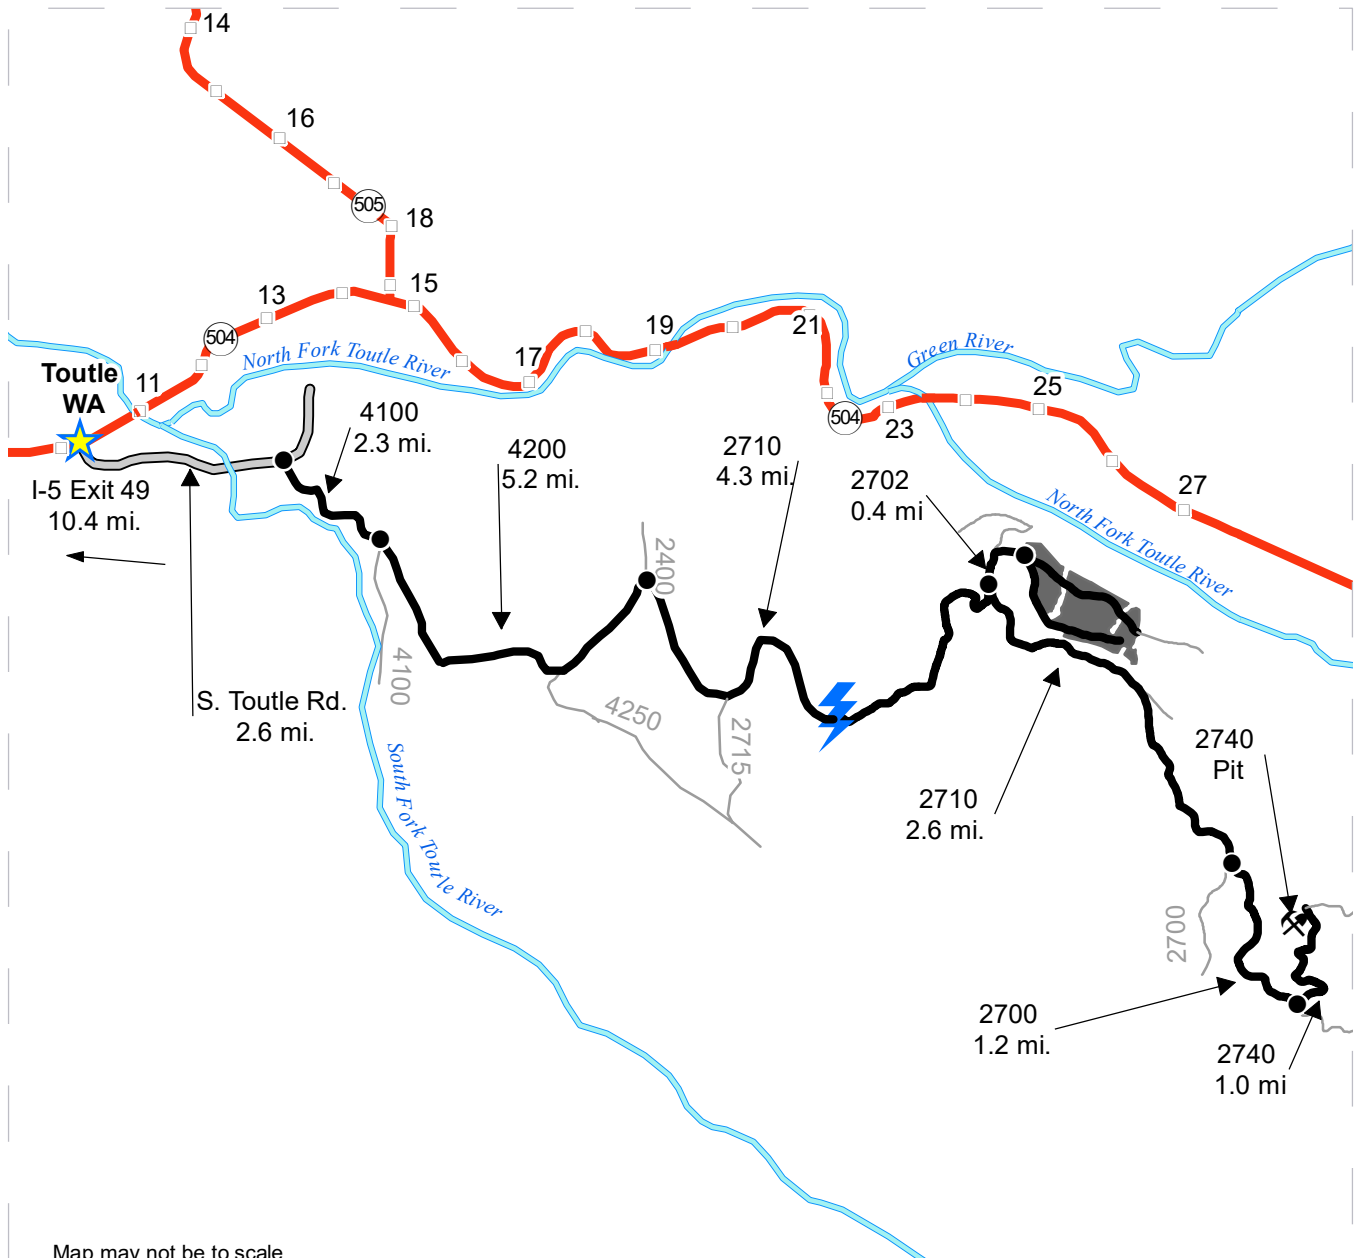 14
16
505
18
15
13
504
19
21
17
North Fork Toutle River
Green River
Toutle
WA
11
504
23
25
27
4100
2.3 mi.
4200
5.2 mi.
2710
4.3 mi.
2702
0.4 mi
I-5 Exit 49
10.4 mi.
North Fork Toutle River
2400
4100
S. Toutle Rd.
2.6 mi.
4250
2715
South Fork Toutle River
2740
Pit
2710
2.6 mi.
2700
2700
1.2 mi.
2740
1.0 mi
Map may not be to scale